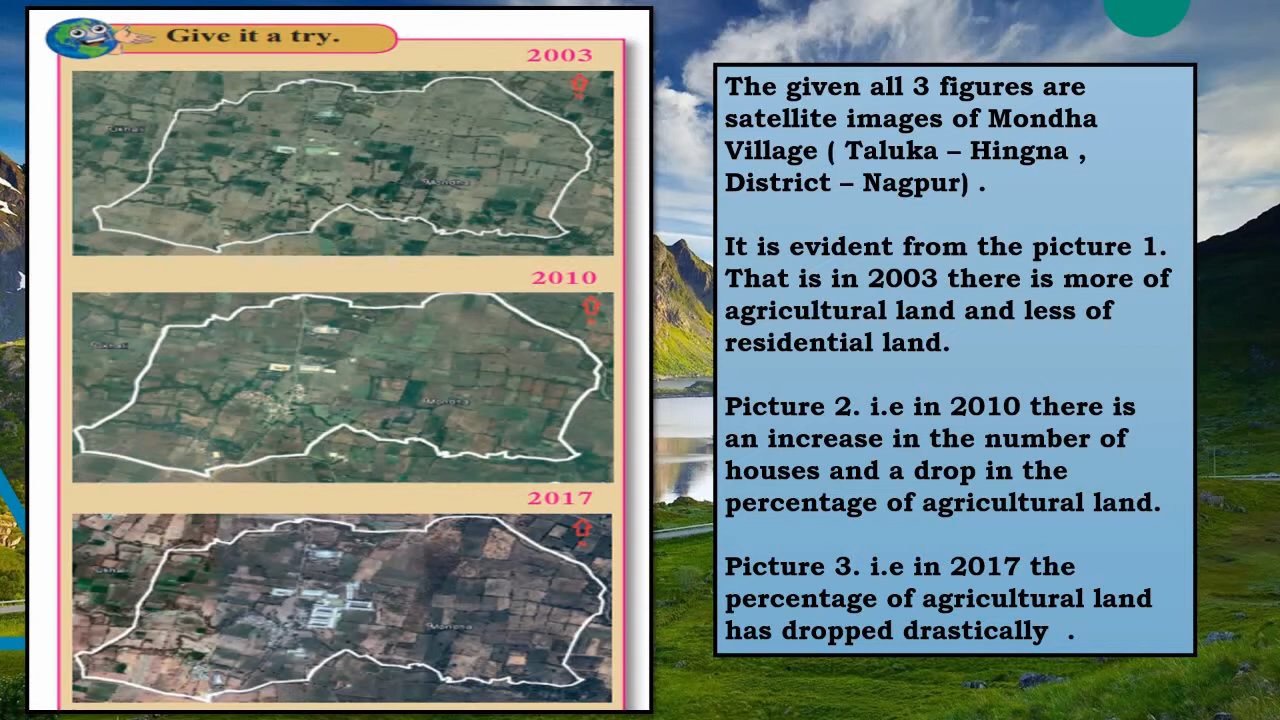 Give it a try.
2003
2010
2017
The given all 3 figures are
satellite images of Mondha
Village ( Taluka – Hingna ,
District – Nagpur) .
It is evident from the picture 1.
That is in 2003 there is more of
agricultural land and less of
residential land.
Picture 2. i.e in 2010 there is
an increase in the number of
houses and a drop in the
percentage of agricultural land.
Picture 3. i.e in 2017 the
percentage of agricultural land
has dropped drastically .